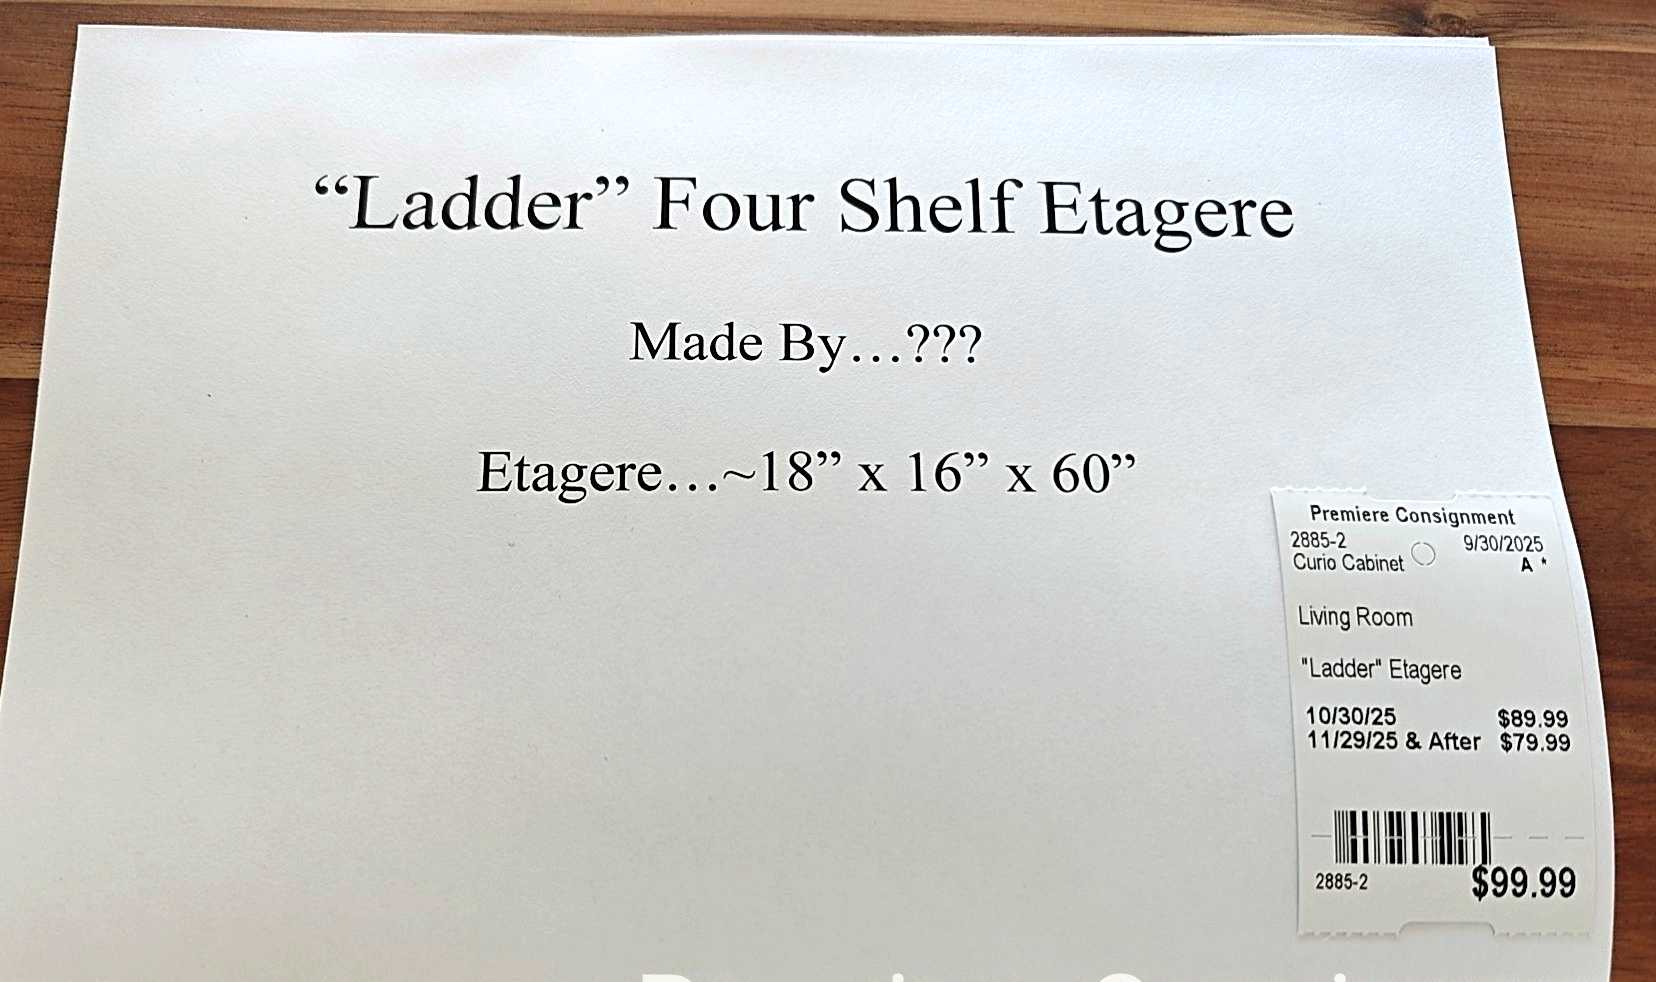 “Ladder” Four Shelf Etagere
Made By…???
Etagere…~18” x 16” x 60”
Premiere Consignment
2885-2 9/30/2025
Curio Cabinet A *
Living Room
"Ladder" Etagere
10/30/25 $89.99
11/29/25 & After $79.99
2885-2 $99.99